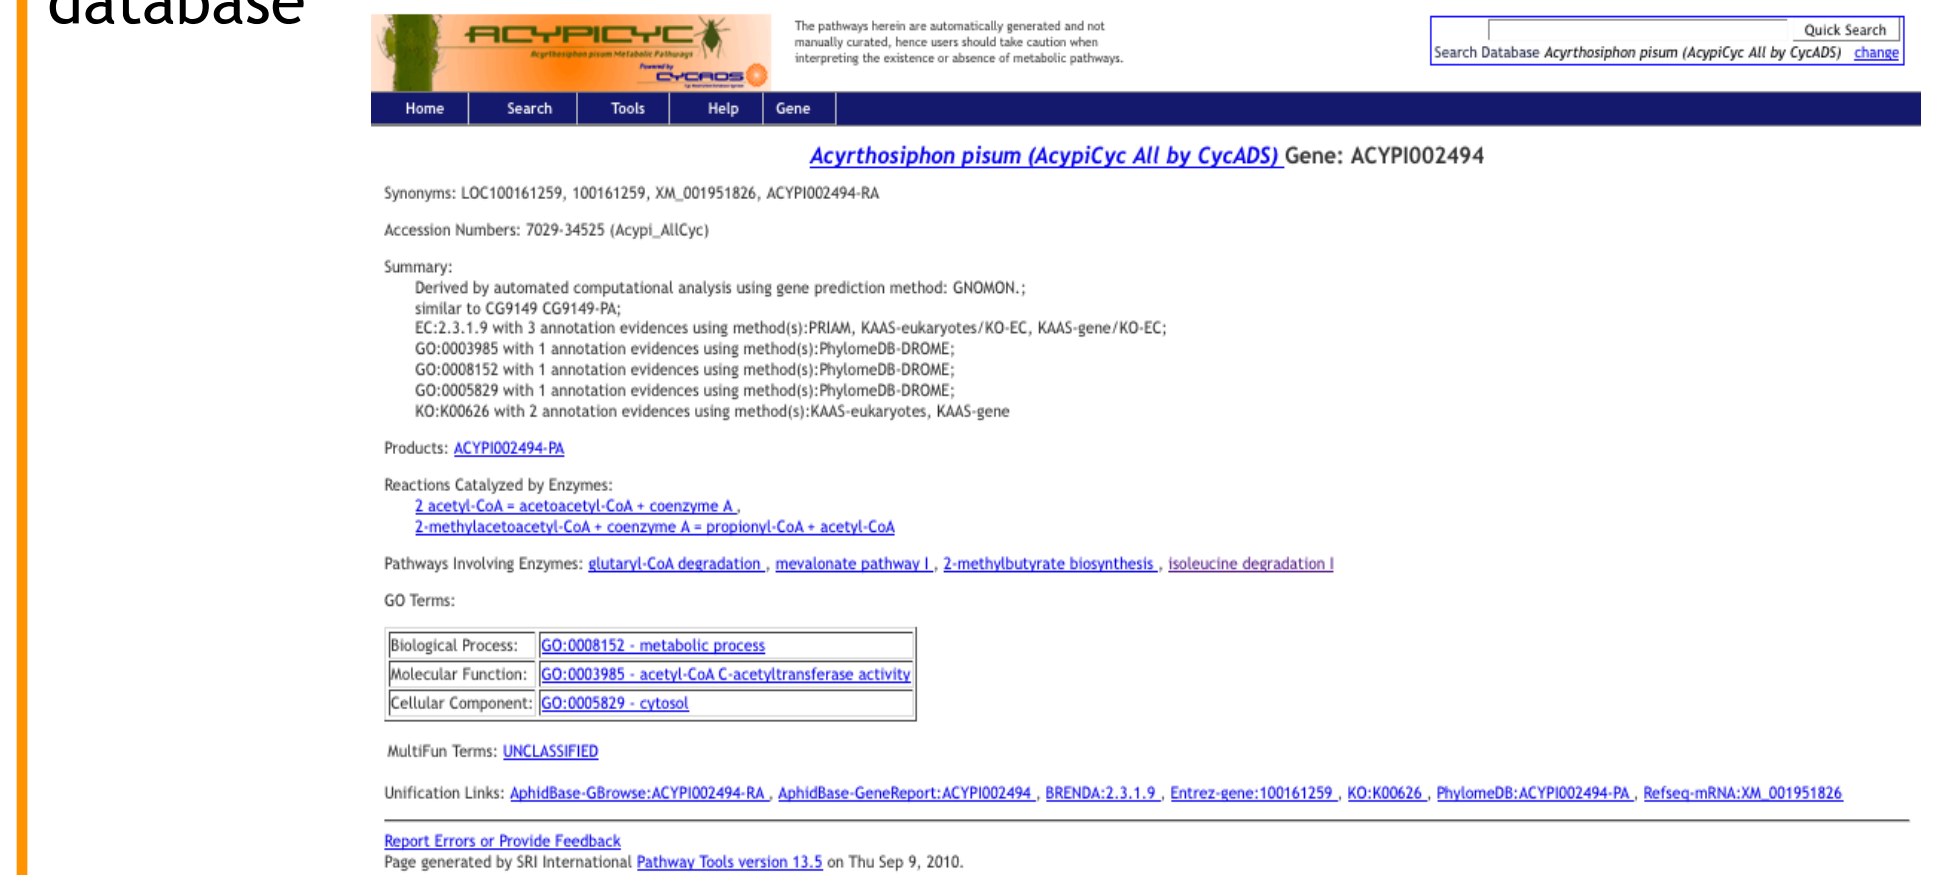 database
ACYPICYC
Acyrthosiphon pisum Metabolic Pathways
Powered by
CYCADS
The pathways herein are automatically generated and not
manually curated, hence users should take caution when
interpreting the existence or absence of metabolic pathways.
Quick Search
Search Database Acyrthosiphon pisum (AcypiCyc All by CycADS) change
Home Search Tools Help Gene
Acyrthosiphon pisum (AcypiCyc All by CycADS) Gene: ACYPI002494
Synonyms: LOC100161259, 100161259, XM_001951826, ACYPI002494-RA
Accession Numbers: 7029-34525 (Acypi_AllCyc)
Summary:
Derived by automated computational analysis using gene prediction method: GNOMON.;
similar to CG9149 CG9149-PA;
EC:2.3.1.9 with 3 annotation evidences using method(s):PRIAM, KAAS-eukaryotes/KO-EC, KAAS-gene/KO-EC;
GO:0003985 with 1 annotation evidences using method(s):PhylomeDB-DROME;
GO:0008152 with 1 annotation evidences using method(s):PhylomeDB-DROME;
GO:0005829 with 1 annotation evidences using method(s):PhylomeDB-DROME;
KO:K00626 with 2 annotation evidences using method(s):KAAS-eukaryotes, KAAS-gene
Products: ACYPI002494-PA
Reactions Catalyzed by Enzymes:
2 acetyl-CoA = acetoacetyl-CoA + coenzyme A ,
2-methylacetoacetyl-CoA + coenzyme A = propionyl-CoA + acetyl-CoA
Pathways Involving Enzymes: glutaryl-CoA degradation , mevalonate pathway I , 2-methylbutyrate biosynthesis , isoleucine degradation I
GO Terms:
Biological Process: GO:0008152 - metabolic process
Molecular Function: GO:0003985 - acetyl-CoA C-acetyltransferase activity
Cellular Component: GO:0005829 - cytosol
MultiFun Terms: UNCLASSIFIED
Unification Links: AphidBase-GBrowse:ACYPI002494-RA , AphidBase-GeneReport:ACYPI002494 , BRENDA:2.3.1.9 , Entrez-gene:100161259 , KO:K00626 , PhylomeDB:ACYPI002494-PA , Refseq-mRNA:XM_001951826
Report Errors or Provide Feedback
Page generated by SRI International Pathway Tools version 13.5 on Thu Sep 9, 2010.